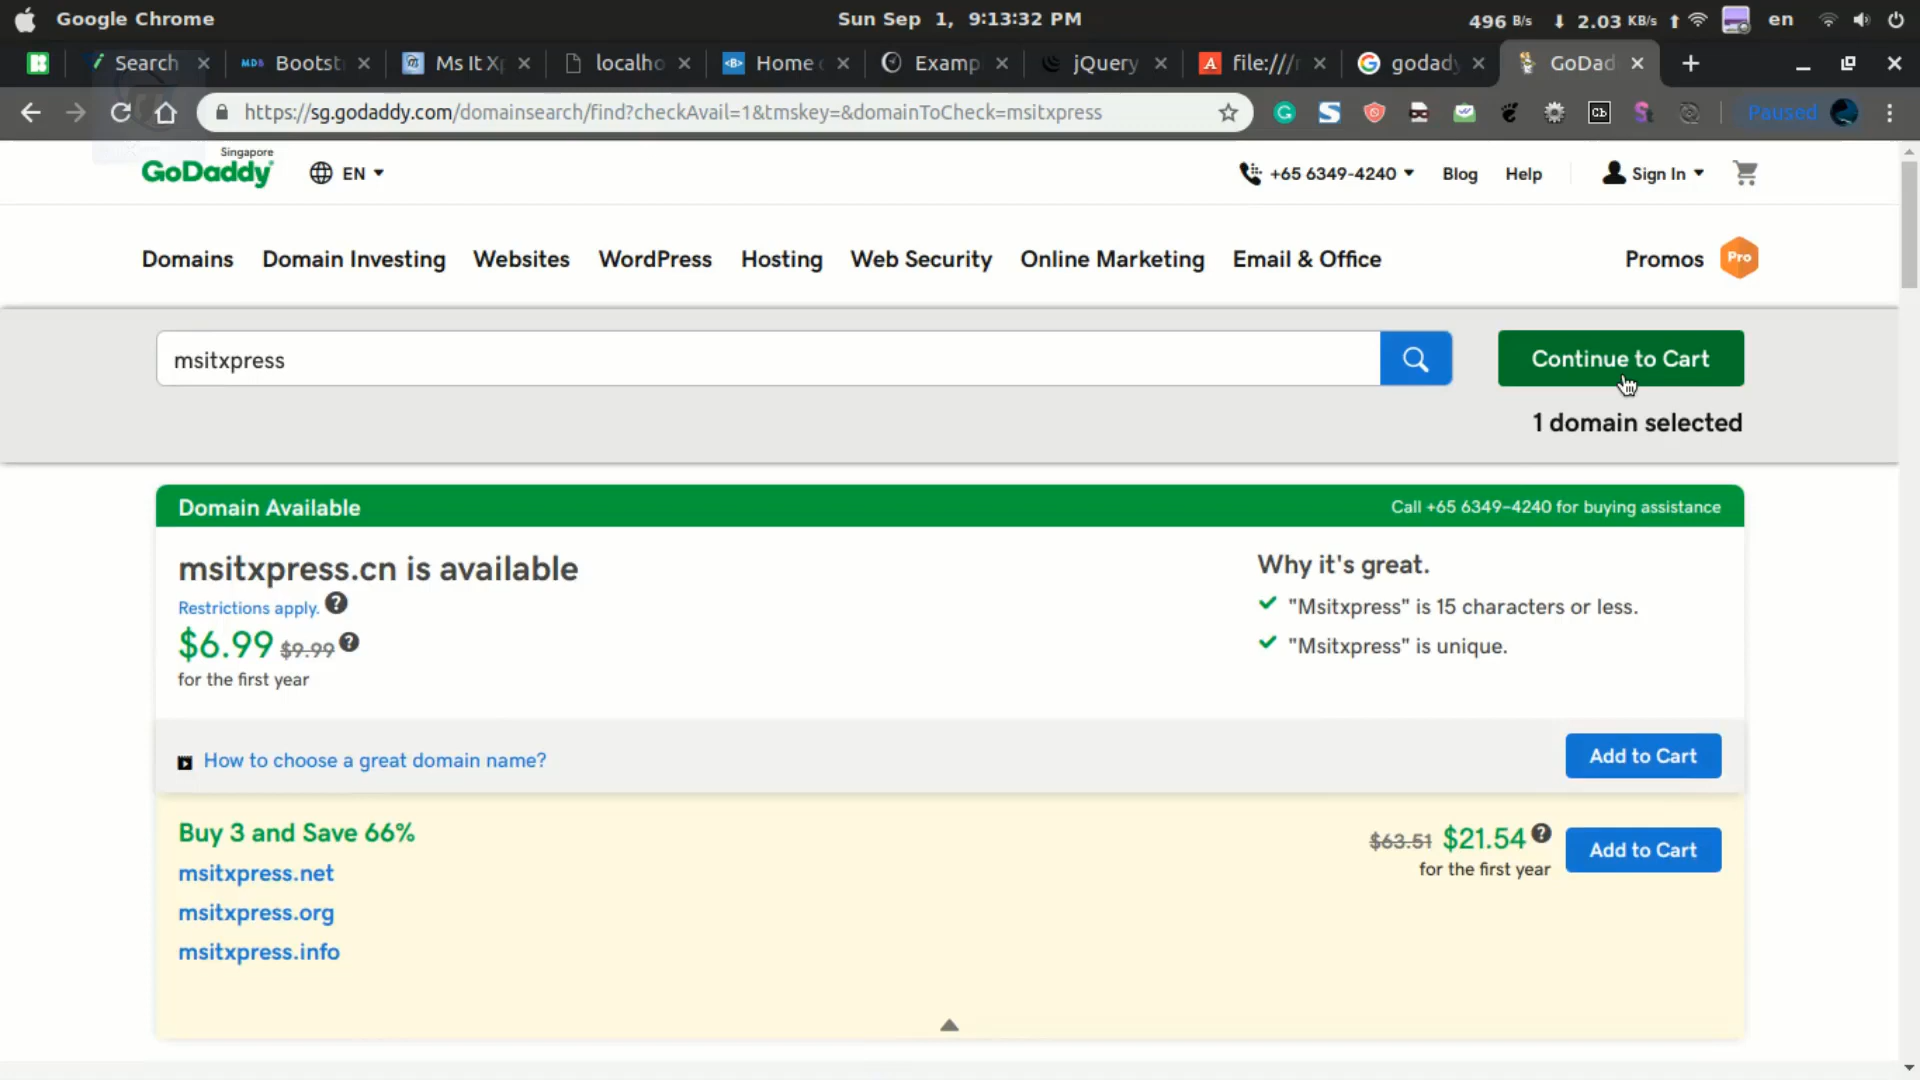 Google Chrome
Sun Sep 1, 9:13:32 PM
496 B/s ⬇ 2.03 KB/s ⬆ en
Search
MDB Bootst
Ms It Xp
localho
Home
Examp
jQuery
file:///
godad
GoDad
https://sg.godaddy.com/domainsearch/find?checkAvail=1&tmskey=&domainToCheck=msitxpress
Paused
Singapore
GoDaddy
EN
+65 6349-4240
Blog
Help
Sign In
Domains
Domain Investing
Websites
WordPress
Hosting
Web Security
Online Marketing
Email & Office
Promos
Pro
msitxpress
Continue to Cart
1 domain selected
Domain Available
Call +65 6349-4240 for buying assistance
msitxpress.cn is available
Restrictions apply. ?
$6.99 $9.99 ?
for the first year
Why it's great.
"Msitxpress" is 15 characters or less.
"Msitxpress" is unique.
How to choose a great domain name?
Add to Cart
Buy 3 and Save 66%
msitxpress.net
msitxpress.org
msitxpress.info
$63.51 $21.54 ?
for the first year
Add to Cart